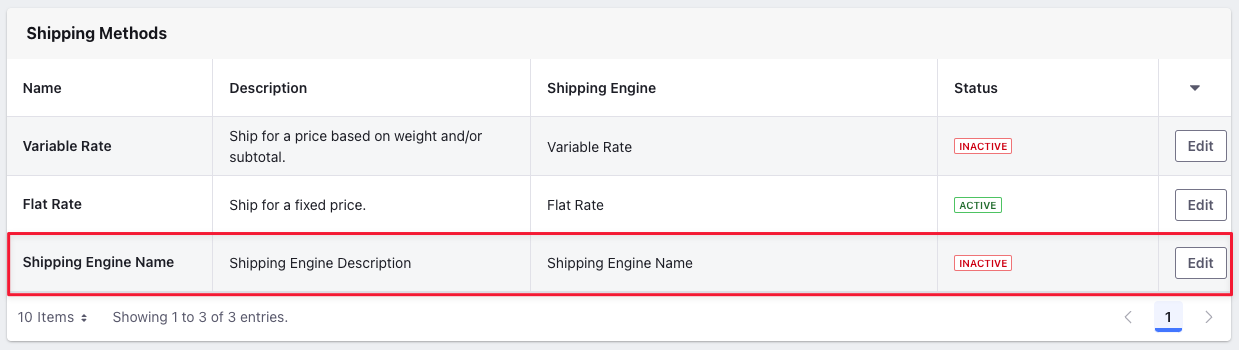 Shipping Methods
Name Description Shipping Engine Status
Variable Rate Ship for a price based on weight and/or subtotal. Variable Rate INACTIVE Edit
Flat Rate Ship for a fixed price. Flat Rate ACTIVE Edit
Shipping Engine Name Shipping Engine Description Shipping Engine Name INACTIVE Edit
10 Items Showing 1 to 3 of 3 entries. 1